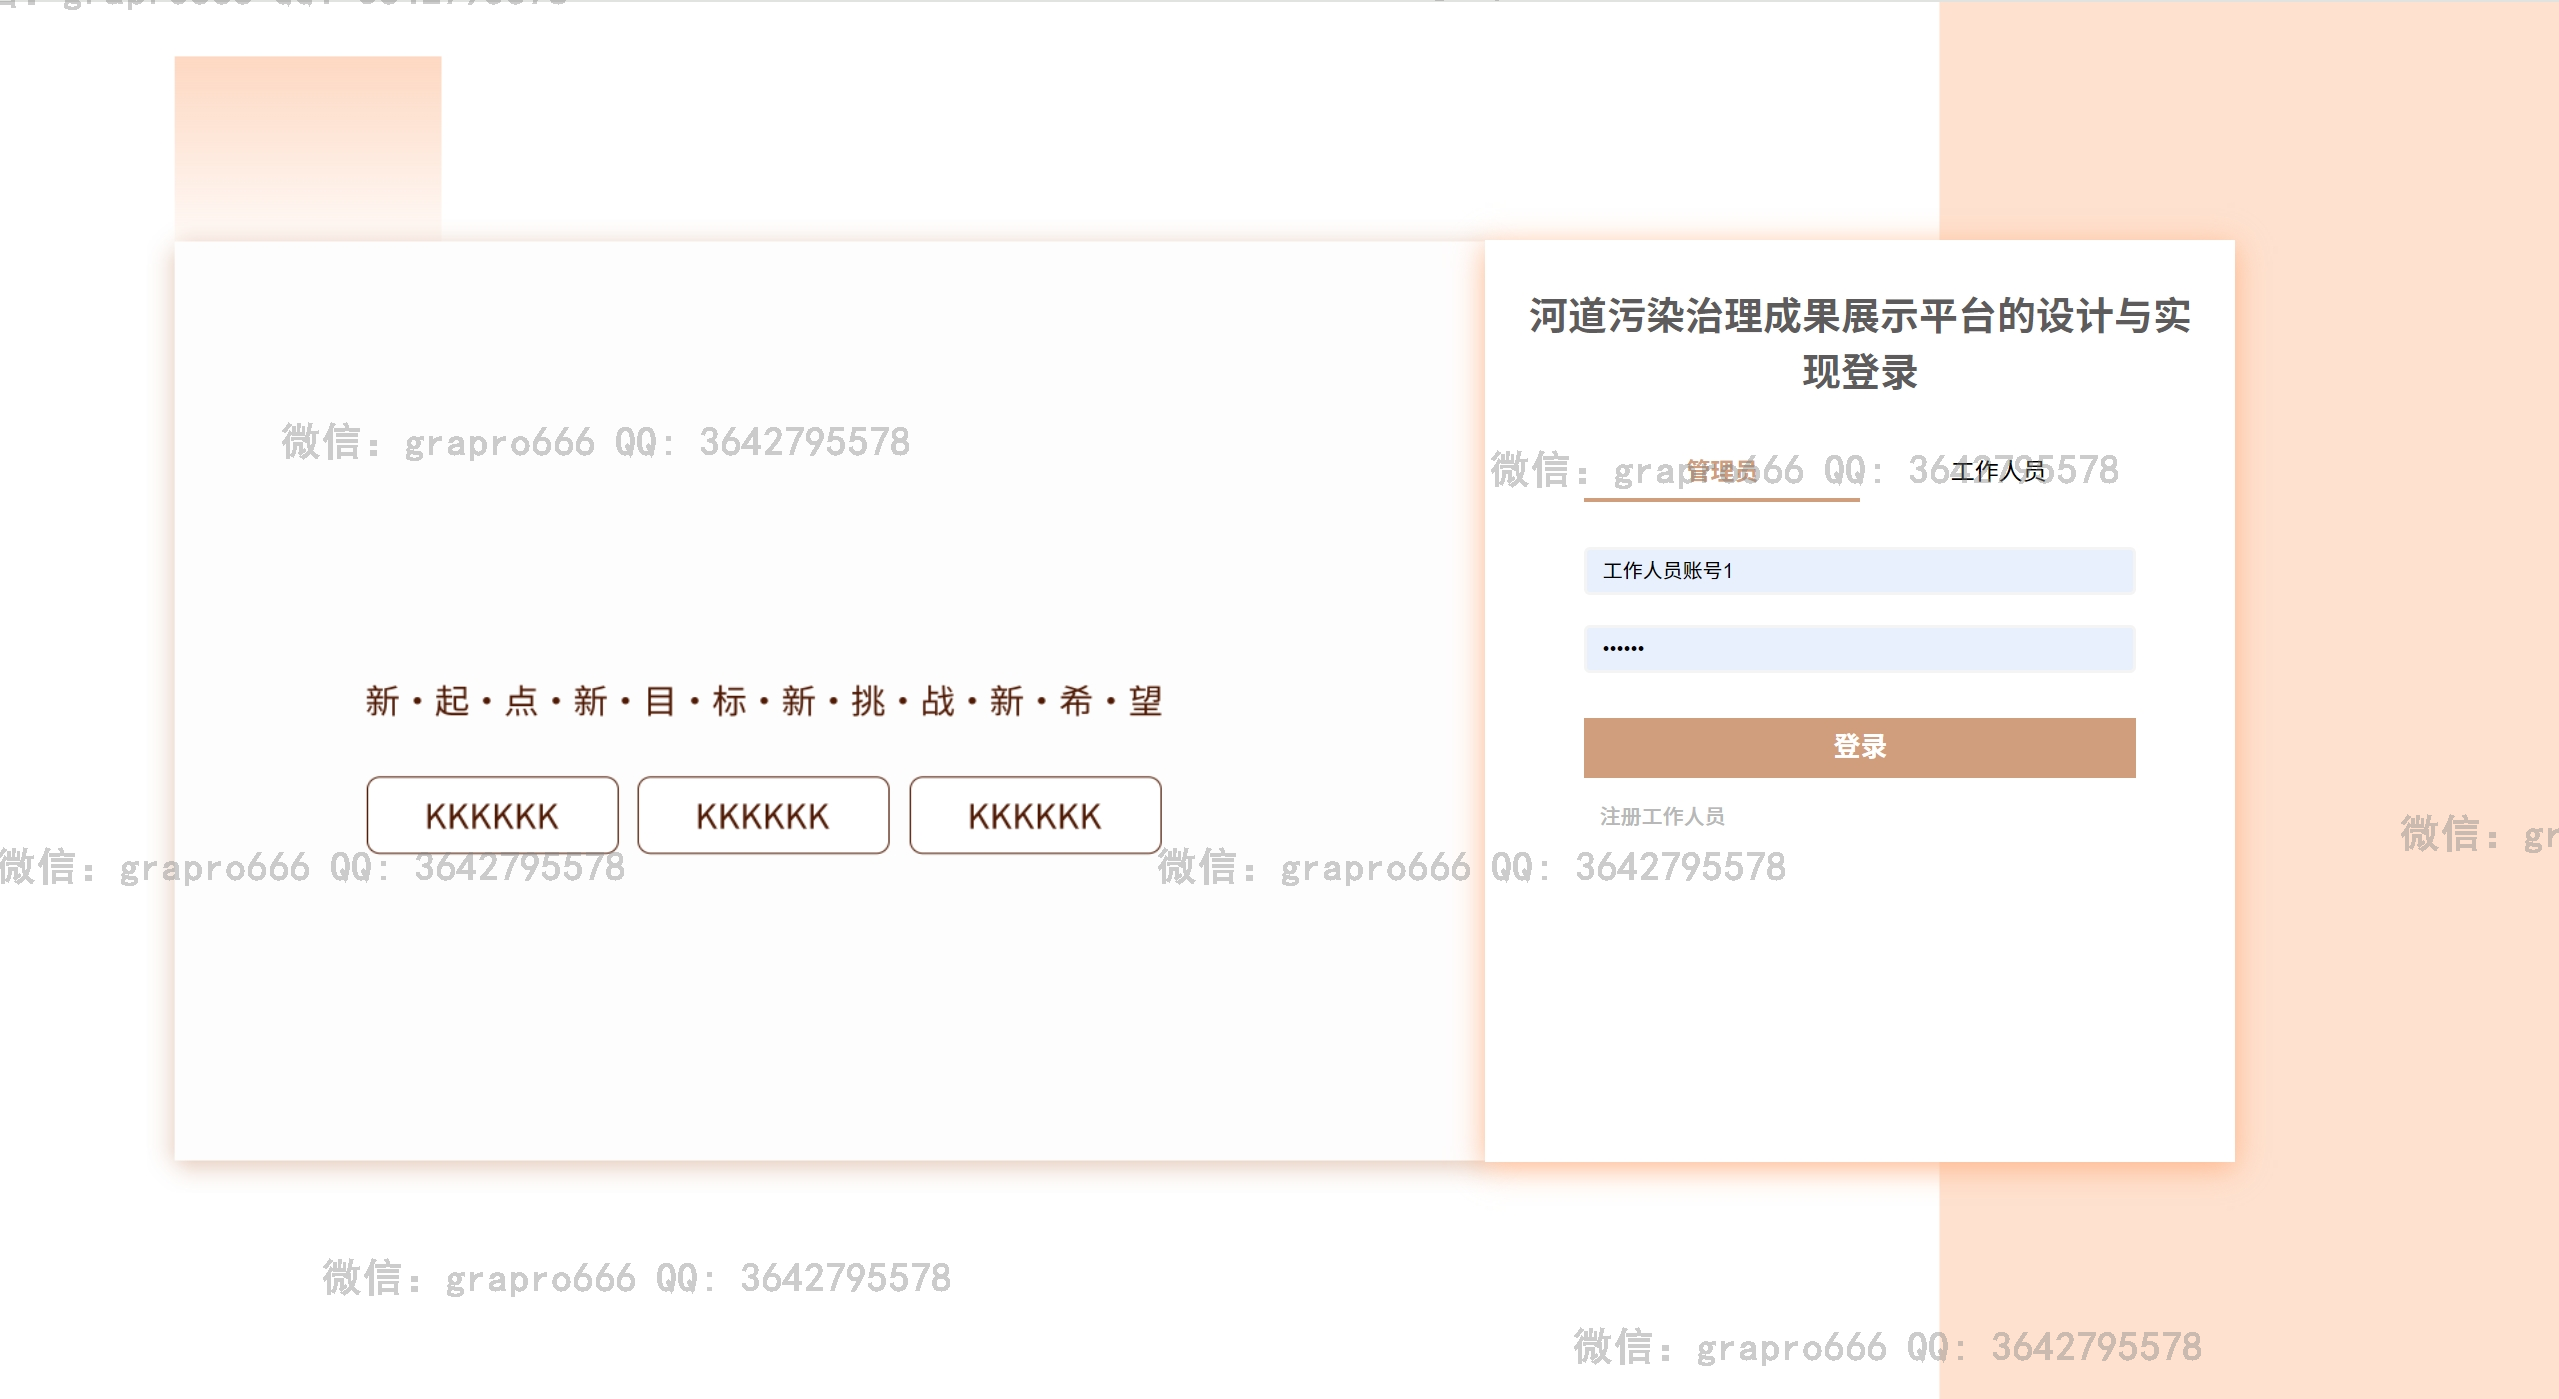 河道污染治理成果展示平台的设计与实
现登录
微信: grapro666 QQ: 3642795578
微信: grapro666 QQ: 3642795578
管理员
工作人员
工作人员账号1
••••••
新·起·点·新·目·标·新·挑·战·新·希·望
登录
KKKKKK
KKKKKK
KKKKKK
注册工作人员
微信: grapro666 QQ: 3642795578
微信: grapro666 QQ: 3642795578
微信: gr
微信: grapro666 QQ: 3642795578
微信: grapro666 QQ: 3642795578